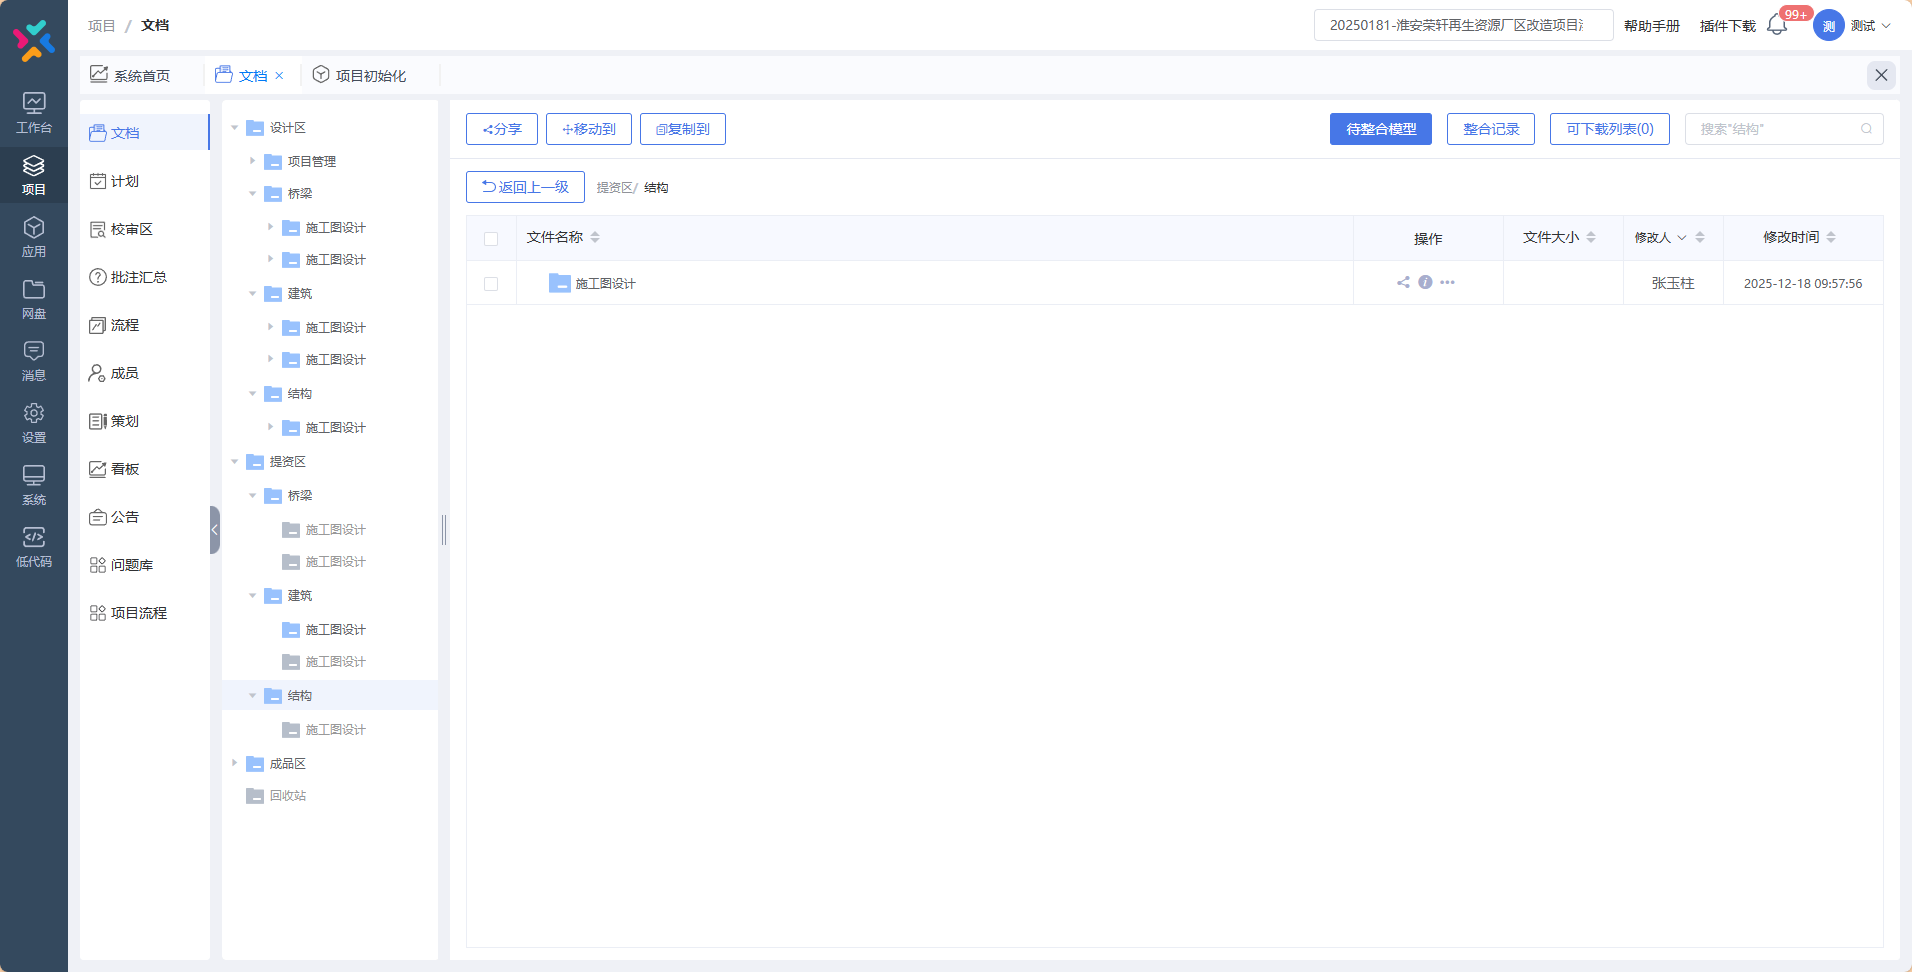 项目 / 文档
20250181-淮安荣轩再生资源厂区改造项目
帮助手册
插件下载
99+
测
测试
工作台
项目
应用
网盘
消息
设置
系统
低代码
系统首页
文档
项目初始化
文档
计划
校审区
批注汇总
流程
成员
策划
看板
公告
问题库
项目流程
设计区
项目管理
桥梁
施工图设计
施工图设计
建筑
施工图设计
施工图设计
结构
施工图设计
提资区
桥梁
施工图设计
施工图设计
建筑
施工图设计
施工图设计
结构
施工图设计
成品区
回收站
分享
移动到
复制到
待整合模型
整合记录
可下载列表(0)
搜索"结构"
返回上一级
提资区/ 结构
文件名称 操作 文件大小 修改人 修改时间
施工图设计 张玉柱 2025-12-18 09:57:56